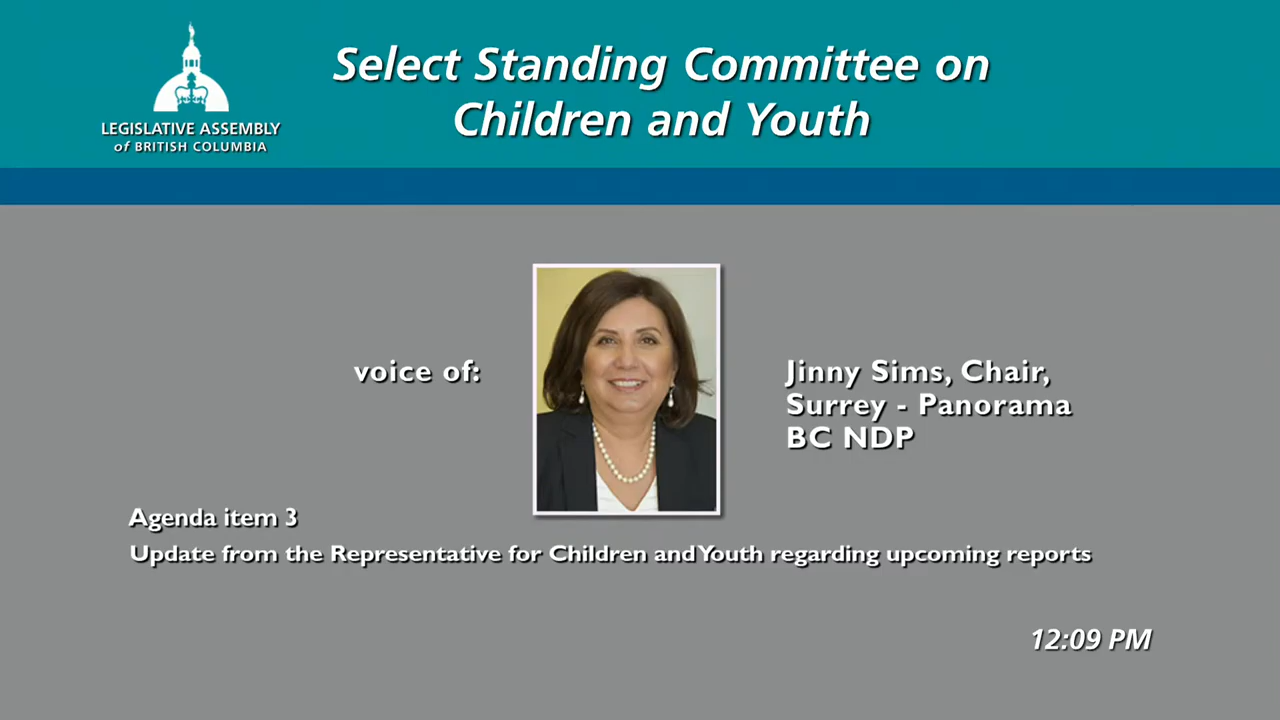 Select Standing Committee on
Children and Youth
LEGISLATIVE ASSEMBLY
of BRITISH COLUMBIA
voice of:
Jinny Sims, Chair,
Surrey - Panorama
BC NDP
Agenda item 3
Update from the Representative for Children and Youth regarding upcoming reports
12:09 PM